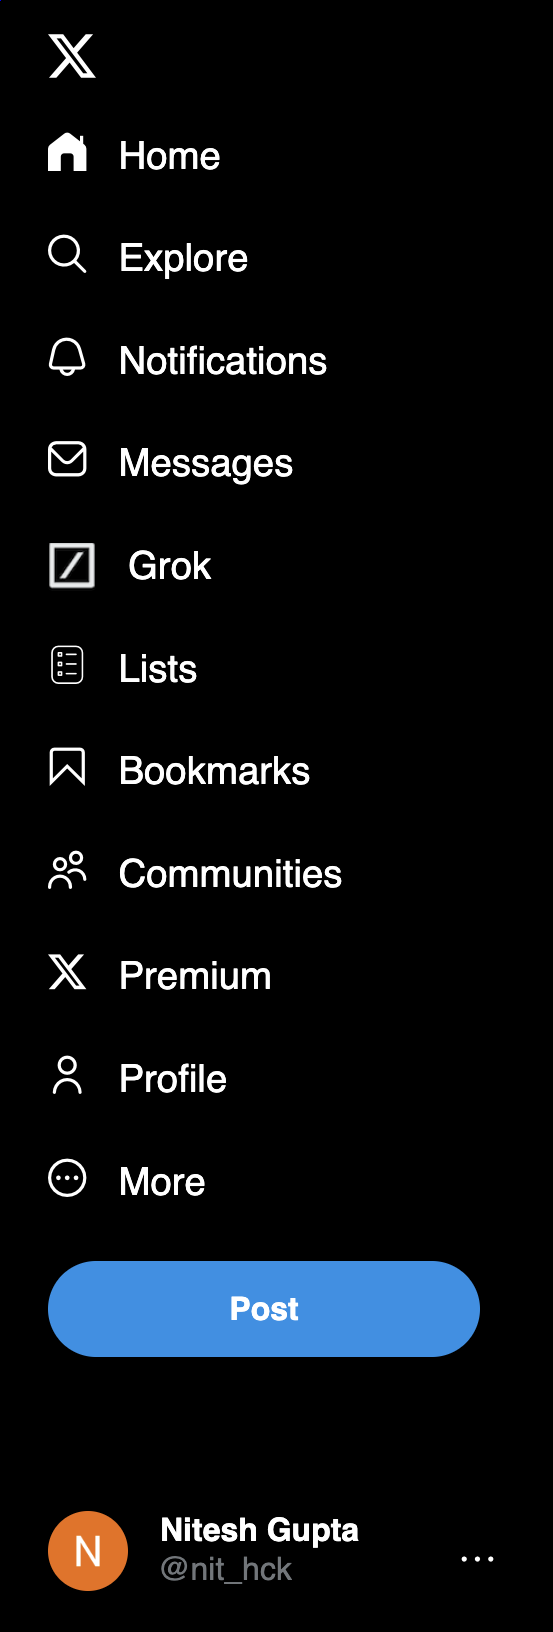 Home
Explore
Notifications
Messages
Grok
Lists
Bookmarks
Communities
Premium
Profile
More
Post
N
Nitesh Gupta
@nit_hck